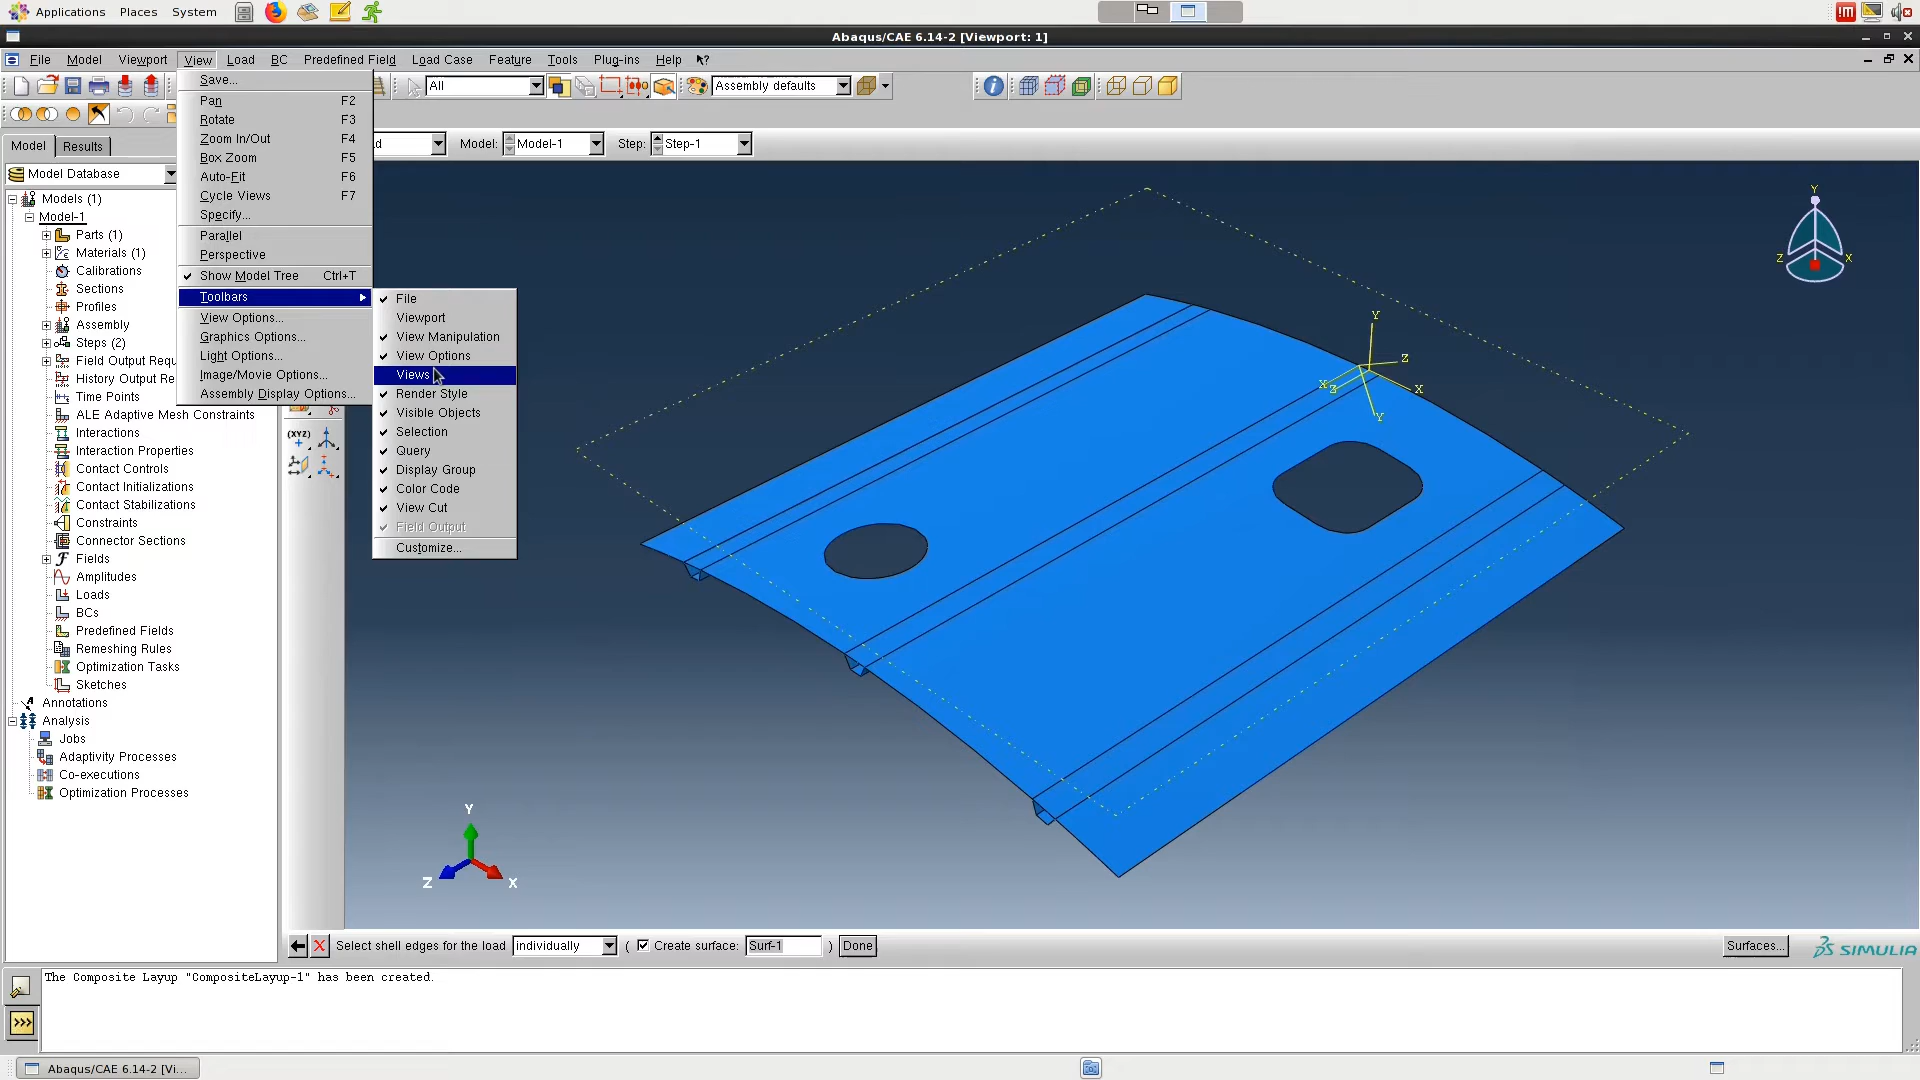 Applications Places System
Abaqus/CAE 6.14-2 [Viewport: 1]
File Model Viewport View Load BC Predefined Field Load Case Feature Tools Plug-ins Help
All
Assembly defaults
Model: Model-1 Step: Step-1
Model Results
Model Database
Models (1)
Model-1
Parts (1)
Materials (1)
Calibrations
Sections
Profiles
Assembly
Steps (2)
Field Output Requ
History Output Re
Time Points
ALE Adaptive Mesh Constraints
Interactions
Interaction Properties
Contact Controls
Contact Initializations
Contact Stabilizations
Constraints
Connector Sections
Fields
Amplitudes
Loads
BCs
Predefined Fields
Remeshing Rules
Optimization Tasks
Sketches
Annotations
Analysis
Jobs
Adaptivity Processes
Co-executions
Optimization Processes
Save...
Pan F2
Rotate F3
Zoom In/Out F4
Box Zoom F5
Auto-Fit F6
Cycle Views F7
Specify...
Parallel
Perspective
Show Model Tree Ctrl+T
Toolbars
View Options...
Graphics Options...
Light Options...
Image/Movie Options...
Assembly Display Options...
File
Viewport
View Manipulation
View Options
Views
Render Style
Visible Objects
Selection
Query
Display Group
Color Code
View Cut
Field Output
Customize...
(XYZ)
Y
Z X
Y
Z
X Z X
Y
Y
Z X
Select shell edges for the load individually ( Create surface: Surf-1 ) Done
Surfaces...
SIMULIA
The Composite Layup "CompositeLayup-1" has been created.
>>>
Abaqus/CAE 6.14-2 [Vi...